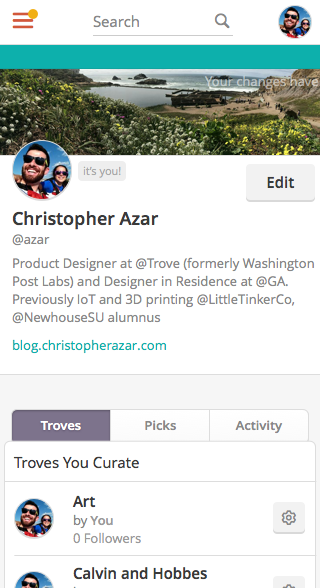 Search
Your changes have
it's you!
Edit
Christopher Azar
@azar
Product Designer at @Trove (formerly Washington
Post Labs) and Designer in Residence at @GA.
Previously IoT and 3D printing @LittleTinkerCo,
@NewhouseSU alumnus
blog.christopherazar.com
Troves
Picks
Activity
Troves You Curate
Art
by You
0 Followers
Calvin and Hobbes